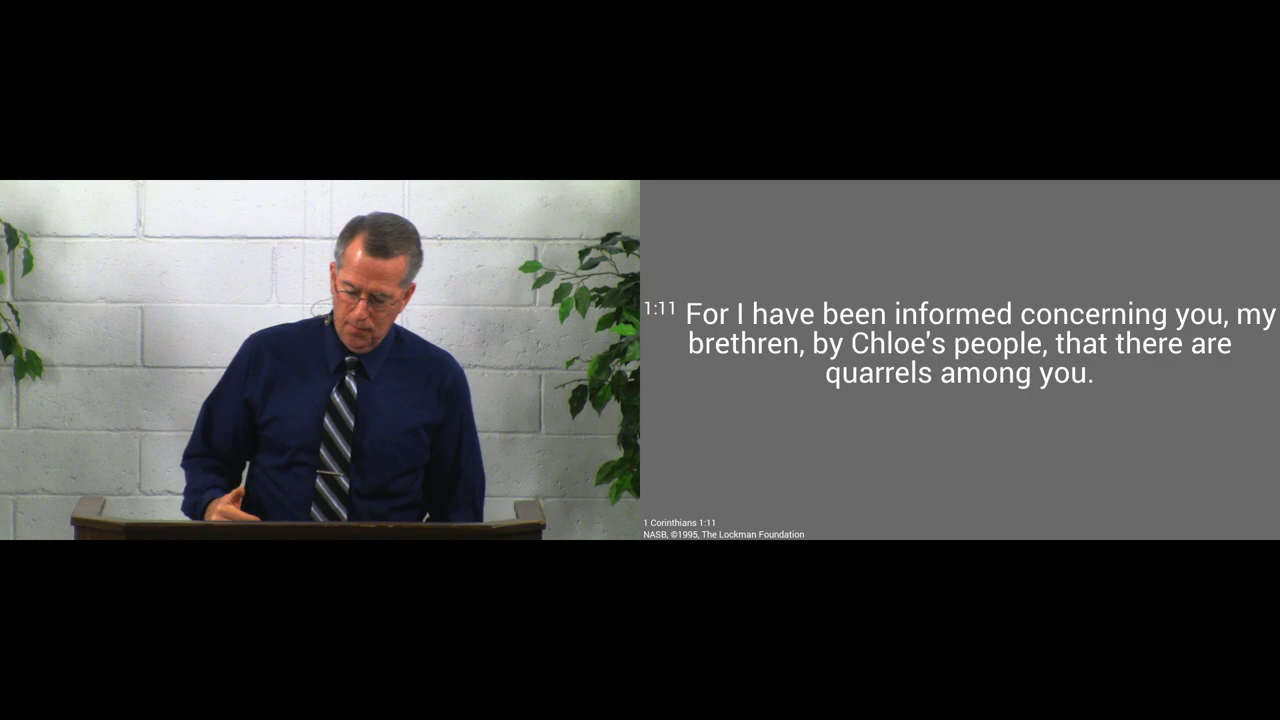 1:11 For I have been informed concerning you, my
brethren, by Chloe's people, that there are
quarrels among you.
1 Corinthians 1:11
NASB, ©1995, The Lockman Foundation